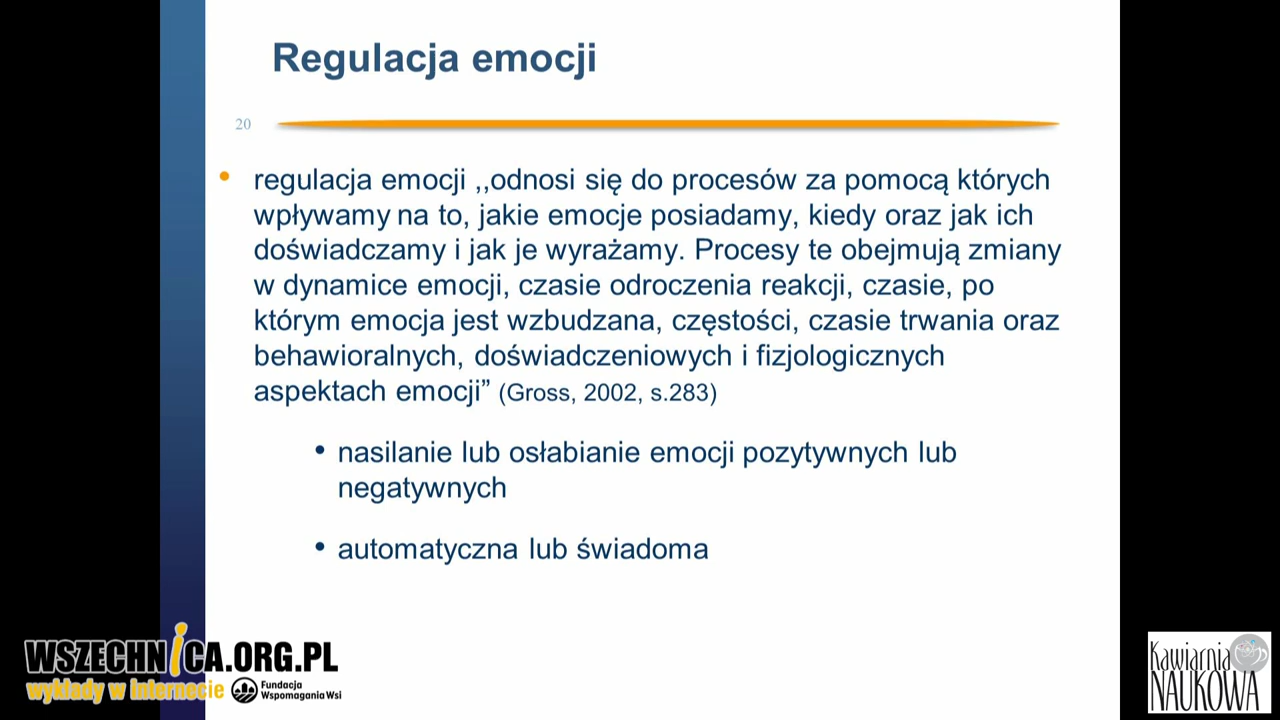 Regulacja emocji
20
• regulacja emocji ,,odnosi się do procesów za pomocą których
wpływamy na to, jakie emocje posiadamy, kiedy oraz jak ich
doświadczamy i jak je wyrażamy. Procesy te obejmują zmiany
w dynamice emocji, czasie odroczenia reakcji, czasie, po
którym emocja jest wzbudzana, częstości, czasie trwania oraz
behawioralnych, doświadczeniowych i fizjologicznych
aspektach emocji” (Gross, 2002, s.283)
• nasilanie lub osłabianie emocji pozytywnych lub
negatywnych
• automatyczna lub świadoma
WSZECHNiCA.ORG.PL
wykłady w internecie
Fundacja
Wspomagania Wsi
Kawiarnia
NAUKOWA